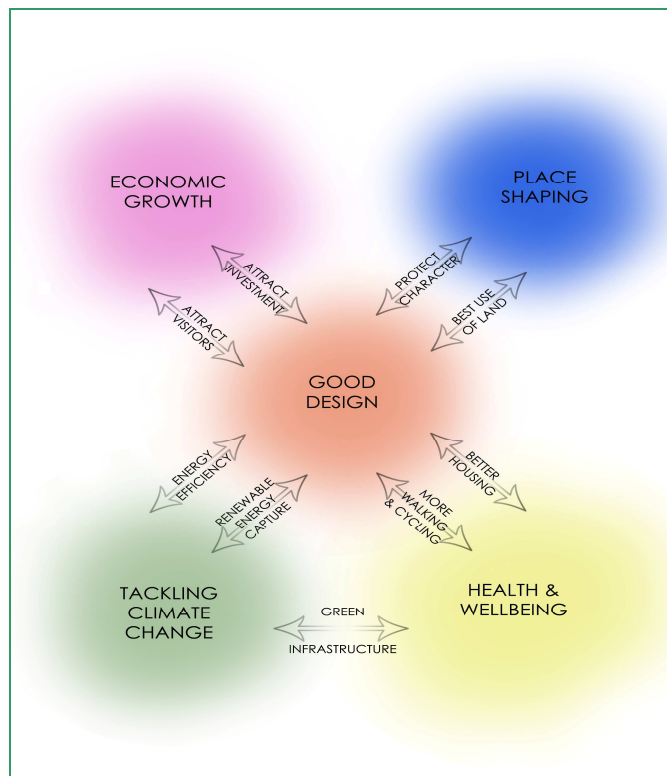 ECONOMIC
GROWTH
PLACE
SHAPING
ATTRACT
INVESTMENT
PROTECT
CHARACTER
ATTRACT
VISITORS
BEST USE
OF LAND
GOOD
DESIGN
ENERGY
EFFICIENCY
RENEWABLE
ENERGY
CAPTURE
BETTER
HOUSING
MORE
WALKING
& CYCLING
TACKLING
CLIMATE
CHANGE
HEALTH &
WELLBEING
GREEN
INFRASTRUCTURE